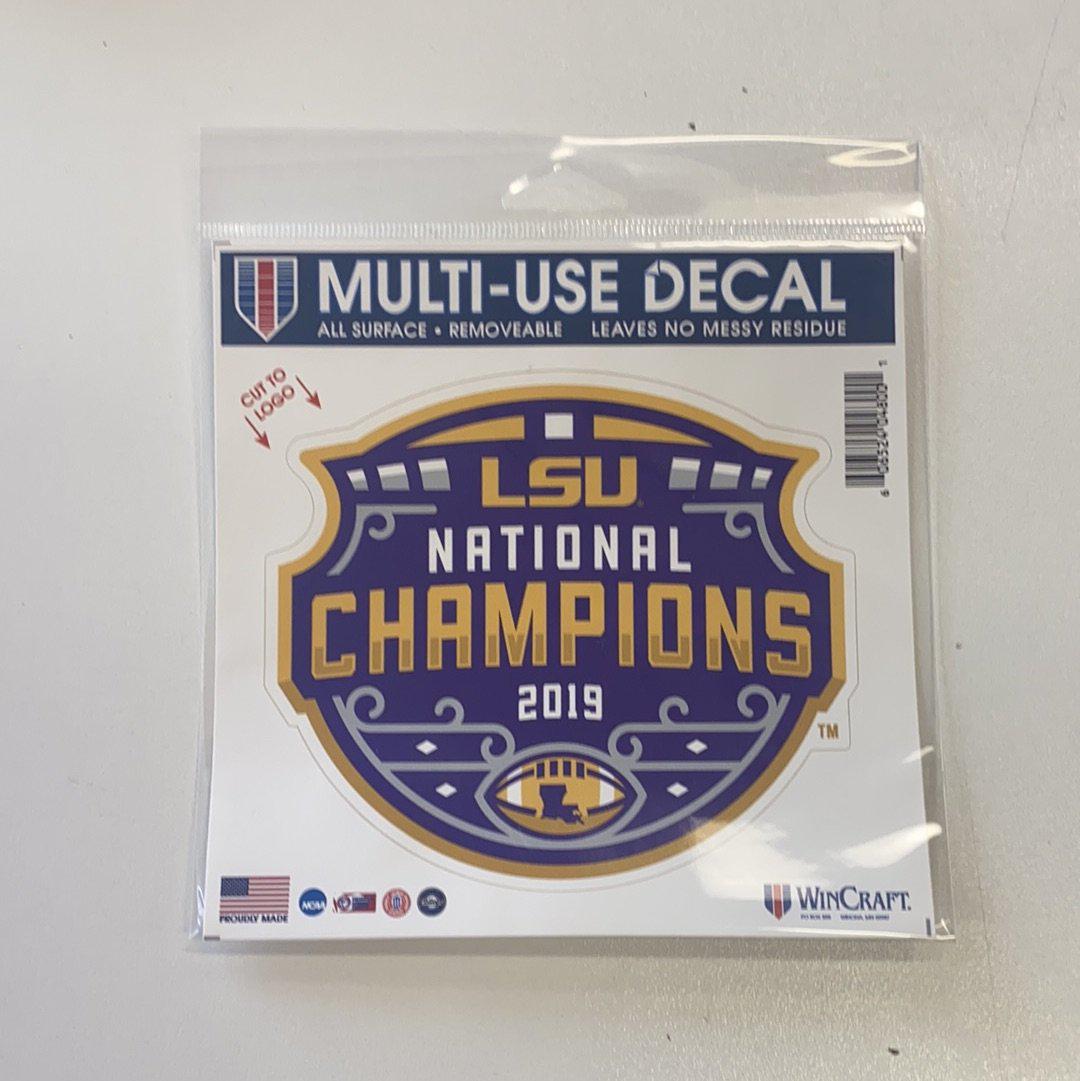 MULTI-USE DECAL
ALL SURFACE • REMOVEABLE LEAVES NO MESSY RESIDUE
CUT TO
LOGO
LSU
NATIONAL
CHAMPIONS
2019
TM
PROUDLY MADE
NCAA
WINCRAFT.